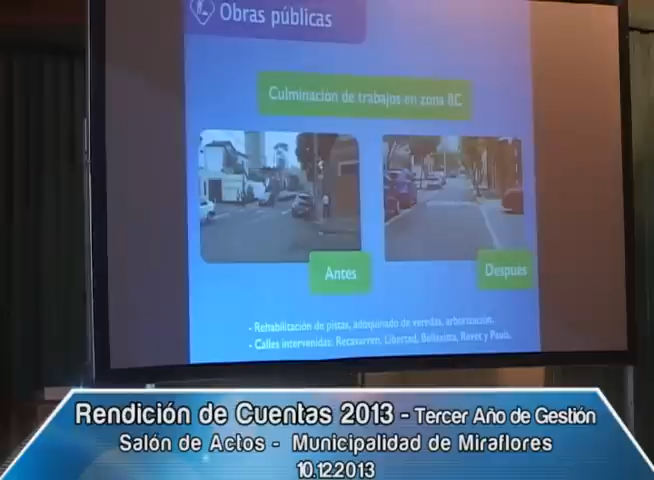 Obras públicas
Culminación de trabajos en zona 8C
Antes
Después
- Rehabilitación de pistas, adoquinado de veredas, arborización.
- Calles intervenidas: Recavarren, Libertad, Bellavista, Revet y Paula.
Rendición de Cuentas 2013 - Tercer Año de Gestión
Salón de Actos - Municipalidad de Miraflores
10.12.2013